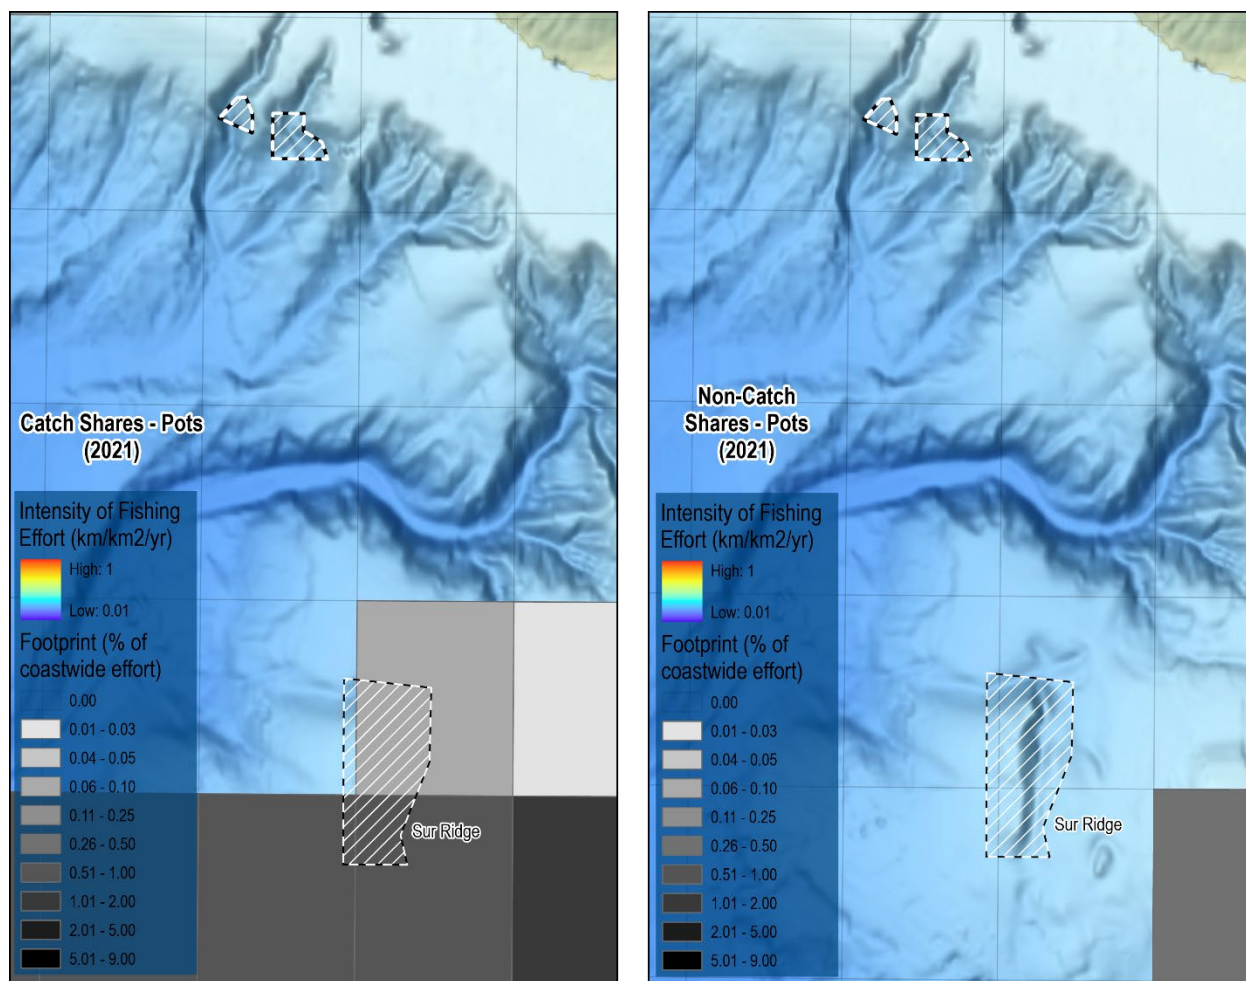 Catch Shares - Pots
(2021)
Intensity of Fishing
Effort (km/km2/yr)
High: 1
Low: 0.01
Footprint (% of
coastwide effort)
0.00
0.01 - 0.03
0.04 - 0.05
0.06 - 0.10
0.11 - 0.25
0.26 - 0.50
0.51 - 1.00
1.01 - 2.00
2.01 - 5.00
5.01 - 9.00
Sur Ridge
Non-Catch
Shares - Pots
(2021)
Intensity of Fishing
Effort (km/km2/yr)
High: 1
Low: 0.01
Footprint (% of
coastwide effort)
0.00
0.01 - 0.03
0.04 - 0.05
0.06 - 0.10
0.11 - 0.25
0.26 - 0.50
0.51 - 1.00
1.01 - 2.00
2.01 - 5.00
5.01 - 9.00
Sur Ridge